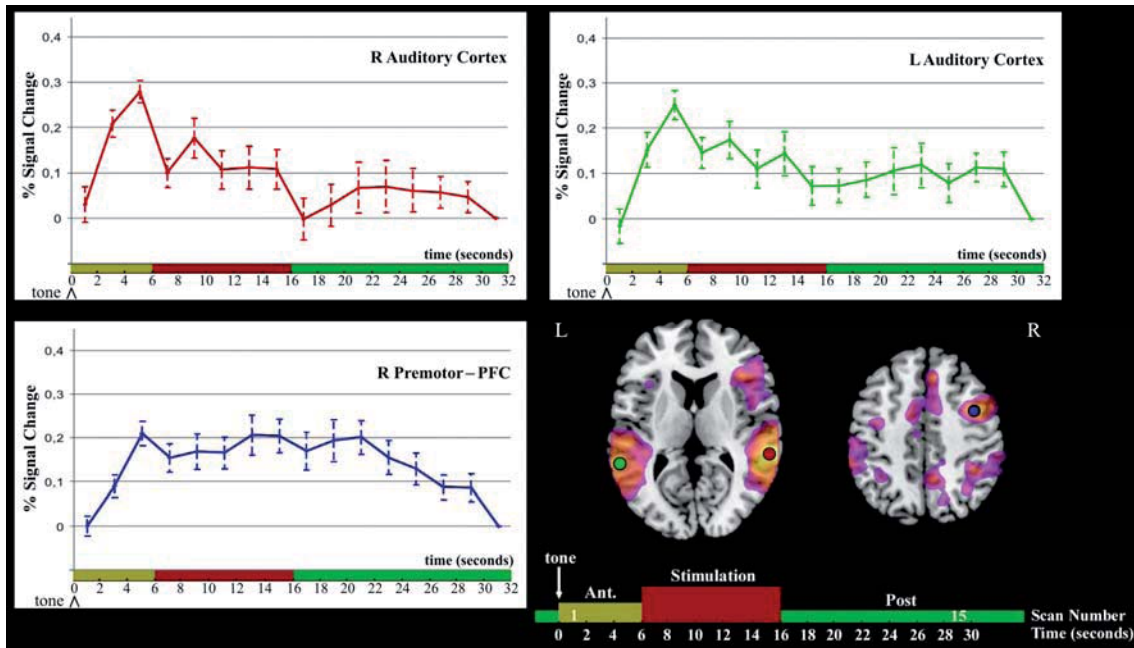 0,4
R Auditory Cortex
0,3
0,2
0,1
0
% Signal Change
time (seconds)
0 2 4 6 8 10 12 14 16 18 20 22 24 26 28 30 32
tone ^
0,4
L Auditory Cortex
0,3
0,2
0,1
0
% Signal Change
time (seconds)
0 2 4 6 8 10 12 14 16 18 20 22 24 26 28 30 32
tone ^
0,4
R Premotor – PFC
0,3
0,2
0,1
0
% Signal Change
time (seconds)
0 2 4 6 8 10 12 14 16 18 20 22 24 26 28 30 32
tone ^
L R
tone
Stimulation
Ant.
Post
1 15 Scan Number
0 2 4 6 8 10 12 14 16 18 20 22 24 26 28 30 Time (seconds)